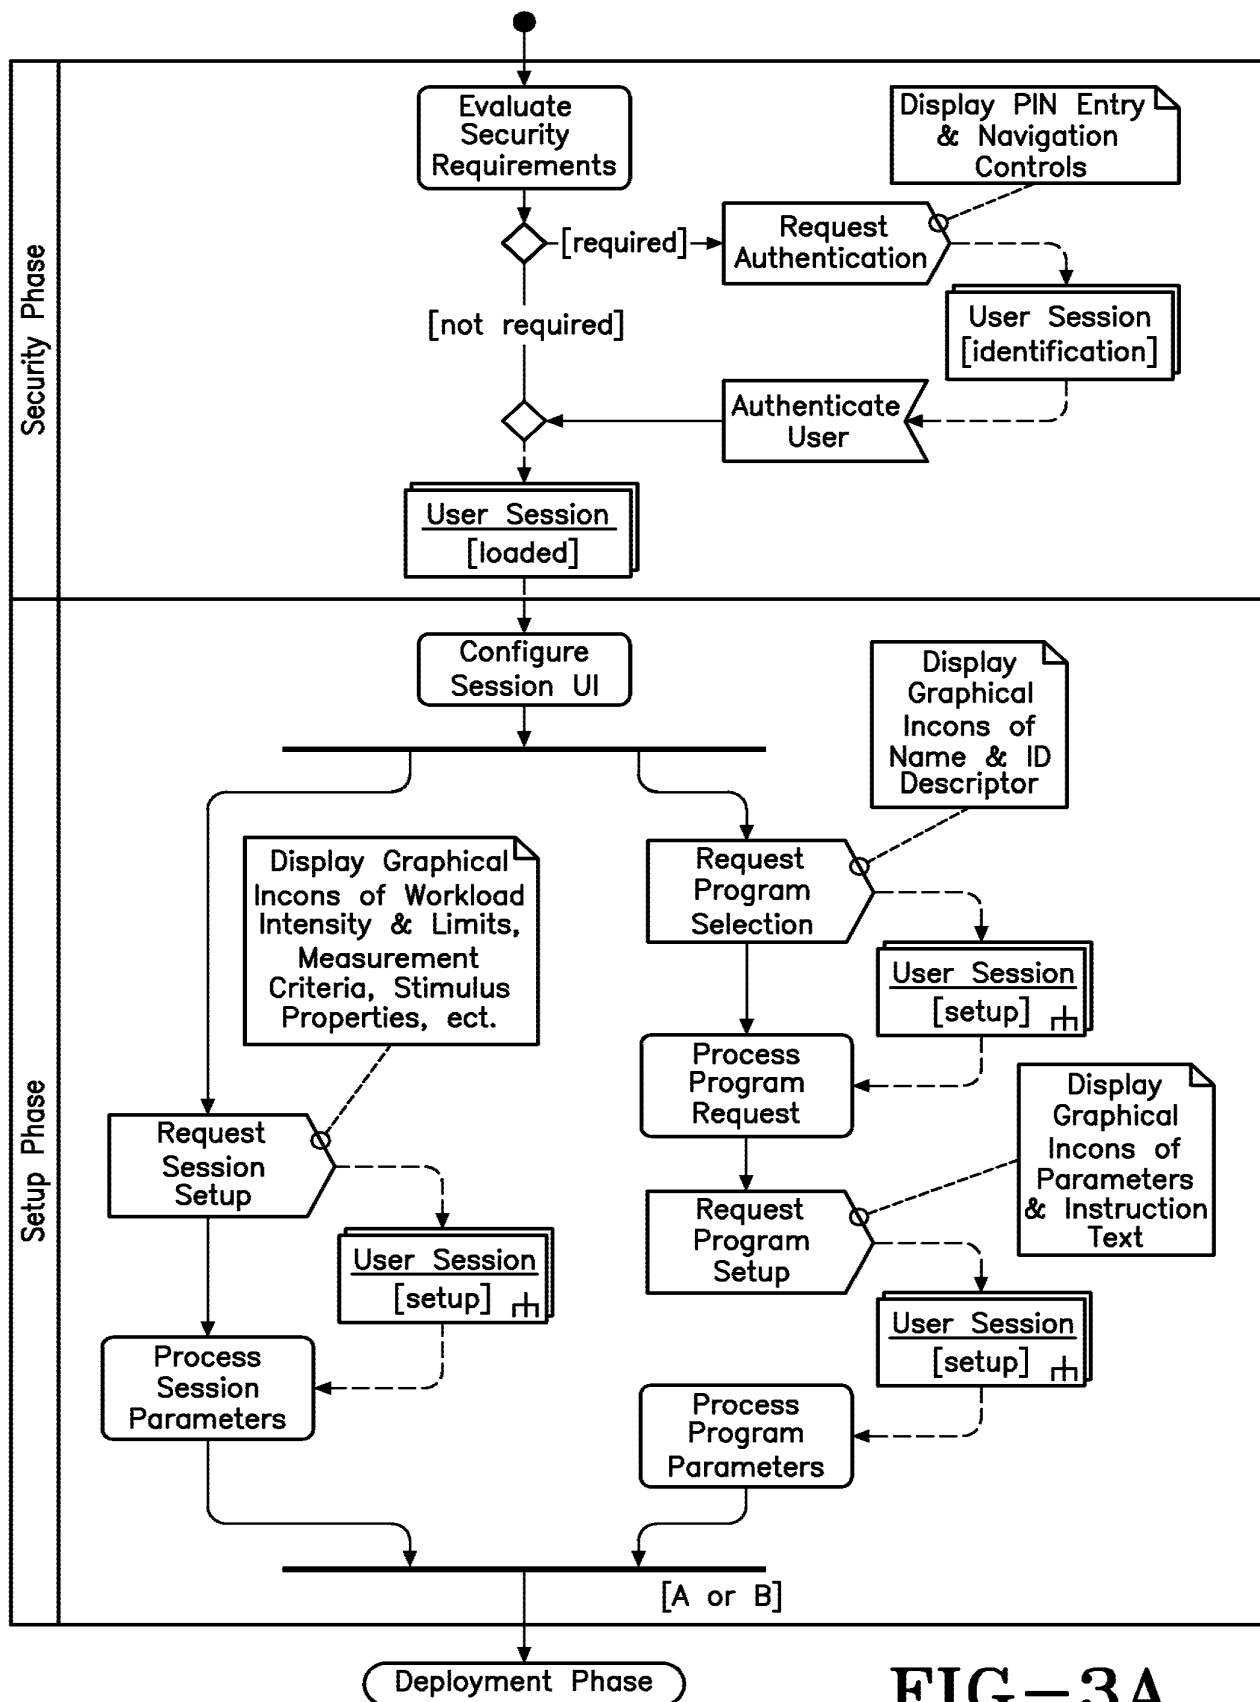 Security Phase
Evaluate
Security
Requirements
Display PIN Entry
& Navigation
Controls
[required]
Request
Authentication
[not required]
User Session
[identification]
Authenticate
User
User Session
[loaded]
Setup Phase
Configure
Session UI
Display
Graphical
Incons of
Name & ID
Descriptor
Display Graphical
Incons of Workload
Intensity & Limits,
Measurement
Criteria, Stimulus
Properties, ect.
Request
Program
Selection
User Session
[setup]
Process
Program
Request
Display
Graphical
Incons of
Parameters
& Instruction
Text
Request
Session
Setup
Request
Program
Setup
User Session
[setup]
User Session
[setup]
Process
Session
Parameters
Process
Program
Parameters
[A or B]
Deployment Phase
FIG-3A